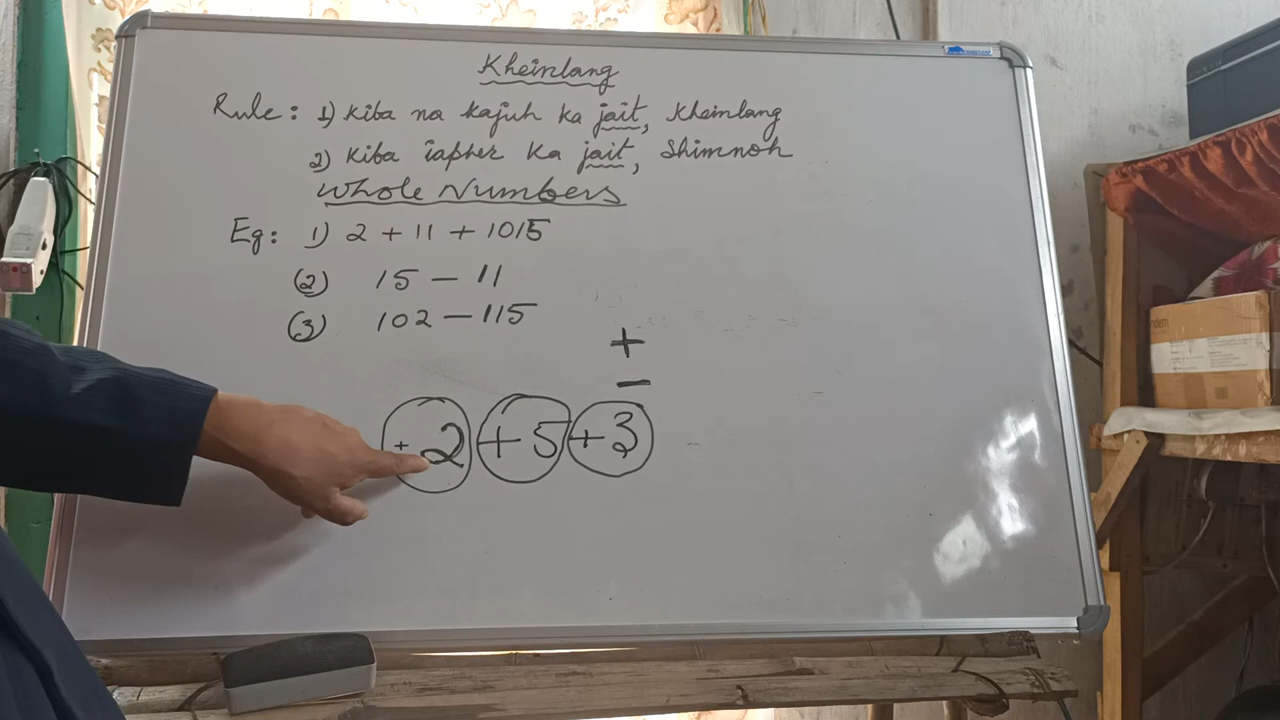 Kheinlang
Rule: 1) Kiba na kajuh ka jait, Kheinlang
2) Kiba ïapher ka jait, Shimnoh
Whole Numbers
Eg: 1) 2 + 11 + 1015
(2) 15 - 11
(3) 102 - 115
+
-
+2 +5 +3